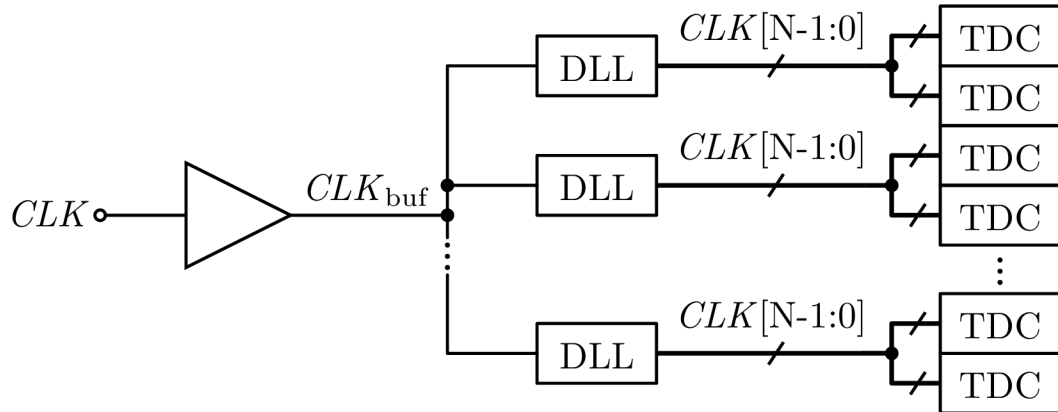 CLK
CLK_buf
DLL
CLK[N-1:0]
TDC
TDC
DLL
CLK[N-1:0]
TDC
TDC
DLL
CLK[N-1:0]
TDC
TDC